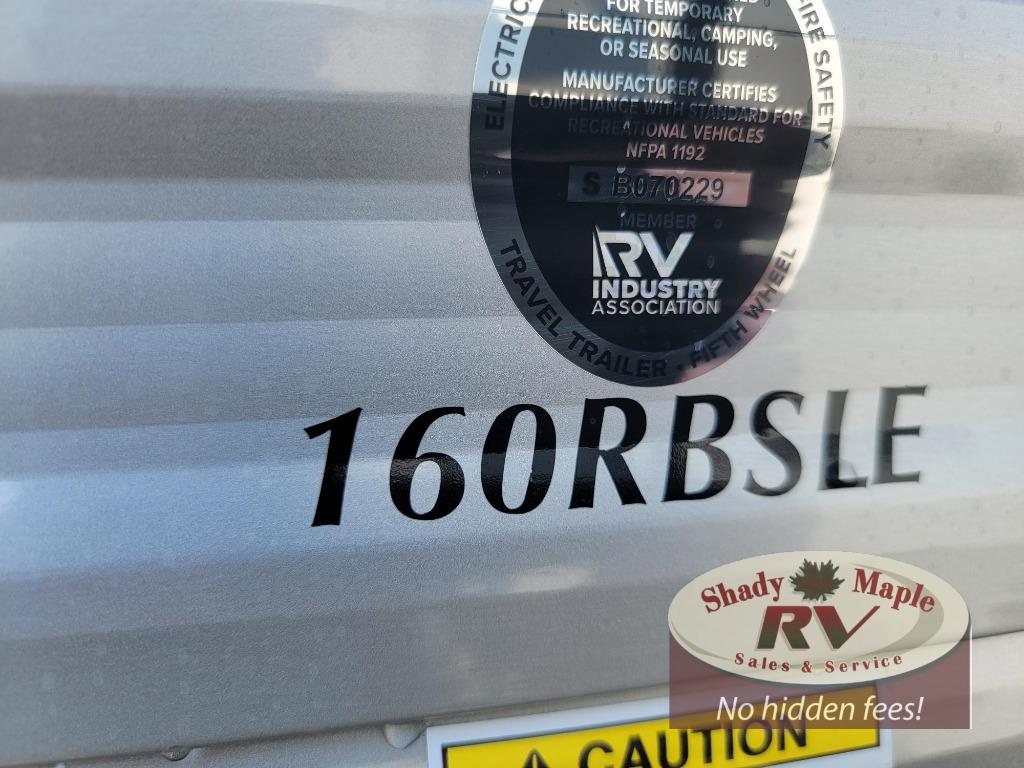 FOR TEMPORARY
RECREATIONAL, CAMPING,
OR SEASONAL USE
MANUFACTURER CERTIFIES
COMPLIANCE WITH STANDARD FOR
RECREATIONAL VEHICLES
NFPA 1192
S B070229
MEMBER
RV
INDUSTRY
ASSOCIATION
TRAVEL TRAILER • FIFTH WHEEL
SAFETY
160RBSLE
Shady Maple
RV
Sales & Service
No hidden fees!
CAUTION